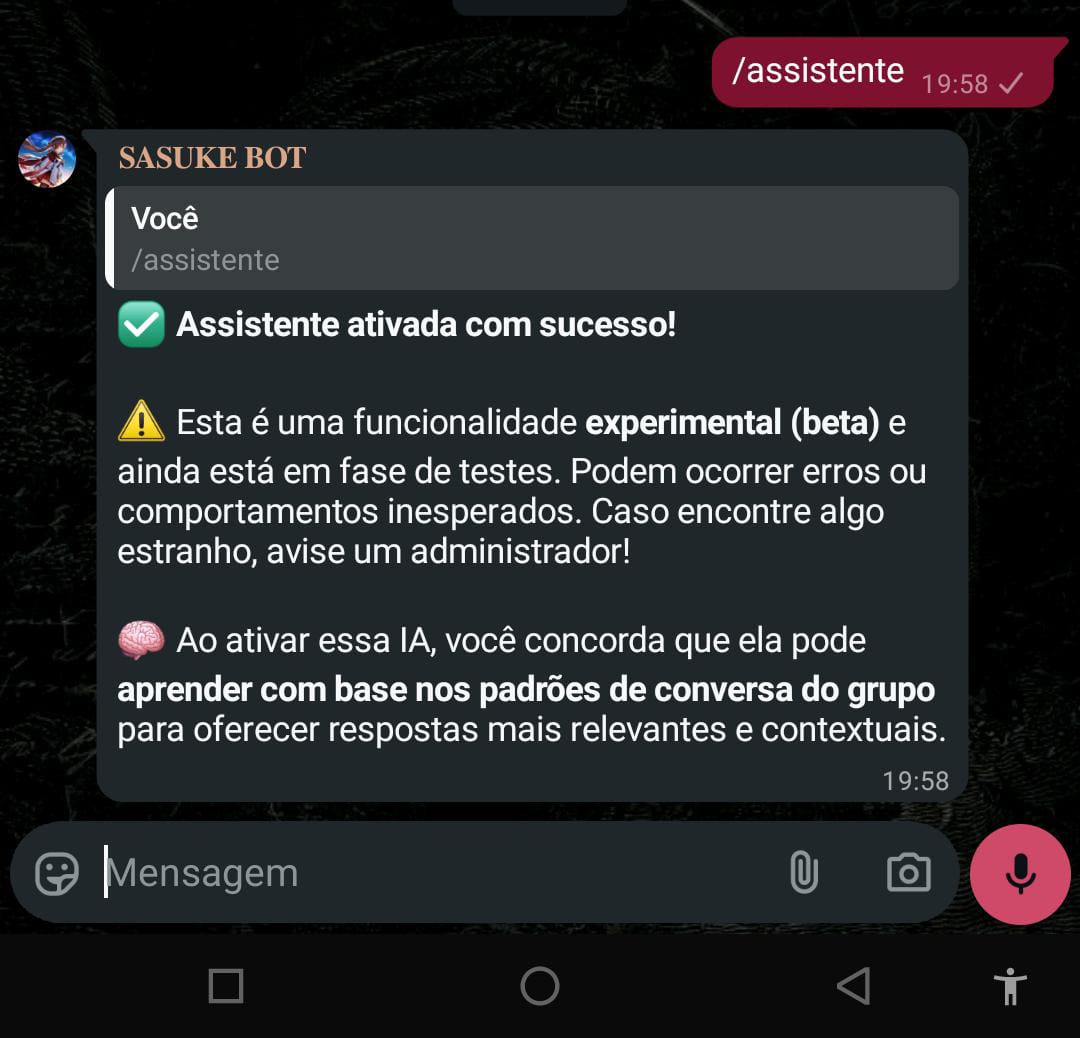 /assistente 19:58
SASUKE BOT
Você
/assistente
✅ Assistente ativada com sucesso!
⚠️ Esta é uma funcionalidade experimental (beta) e
ainda está em fase de testes. Podem ocorrer erros ou
comportamentos inesperados. Caso encontre algo
estranho, avise um administrador!
🧠 Ao ativar essa IA, você concorda que ela pode
aprender com base nos padrões de conversa do grupo
para oferecer respostas mais relevantes e contextuais.
19:58
Mensagem